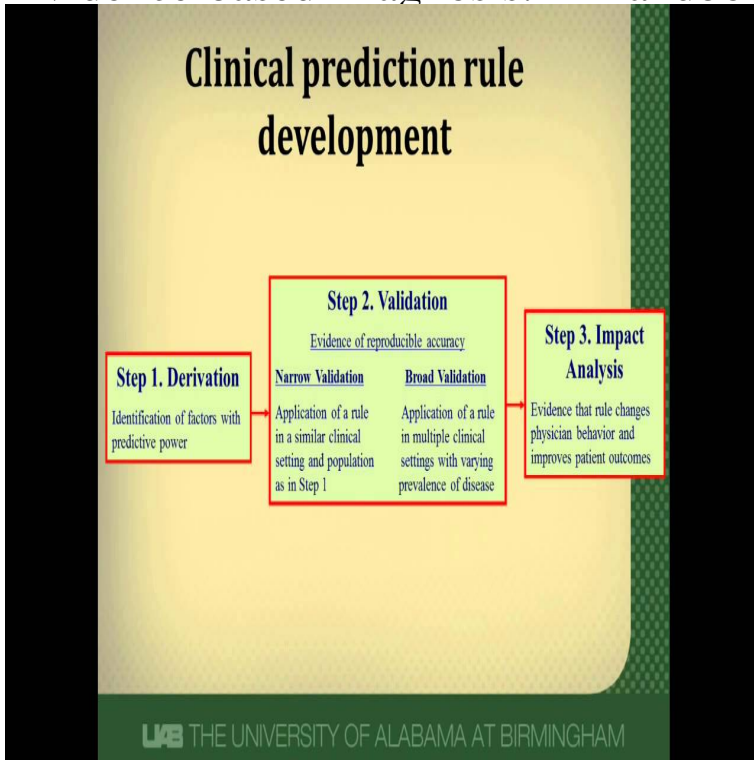 Clinical prediction rule
development
Step 1. Derivation
Identification of factors with
predictive power
Step 2. Validation
Evidence of reproducible accuracy
Narrow Validation
Application of a rule
in a similar clinical
setting and population
as in Step 1
Broad Validation
Application of a rule
in multiple clinical
settings with varying
prevalence of disease
Step 3. Impact
Analysis
Evidence that rule changes
physician behavior and
improves patient outcomes
UAB THE UNIVERSITY OF ALABAMA AT BIRMINGHAM